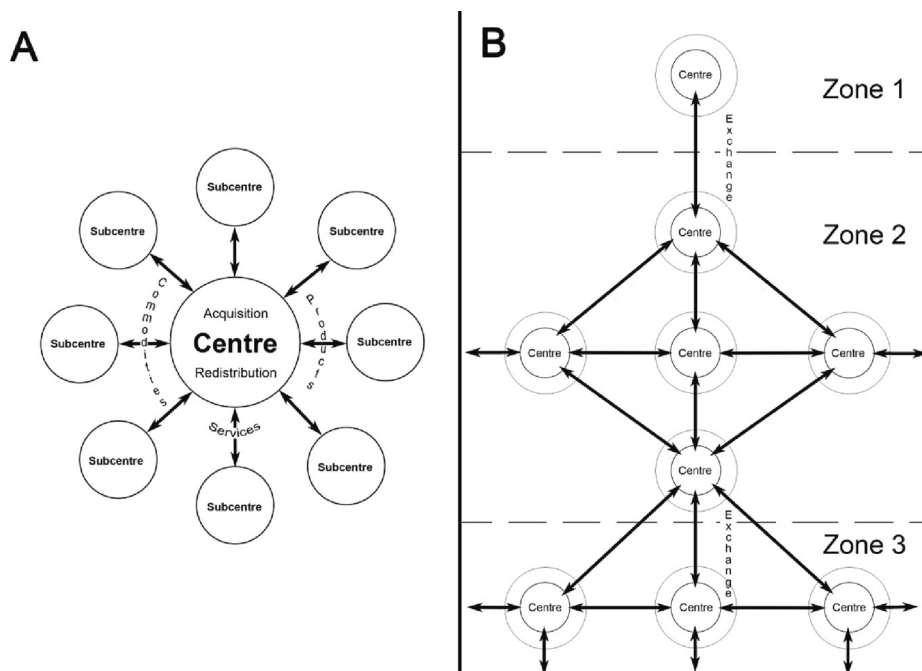 A
Subcentre
Subcentre
Subcentre
Subcentre
Subcentre
Subcentre
Subcentre
Subcentre
Commodities
Products
Services
Acquisition
Centre
Redistribution
B
Centre
Zone 1
Exchange
Centre
Zone 2
Centre
Centre
Centre
Centre
Exchange
Zone 3
Centre
Centre
Centre